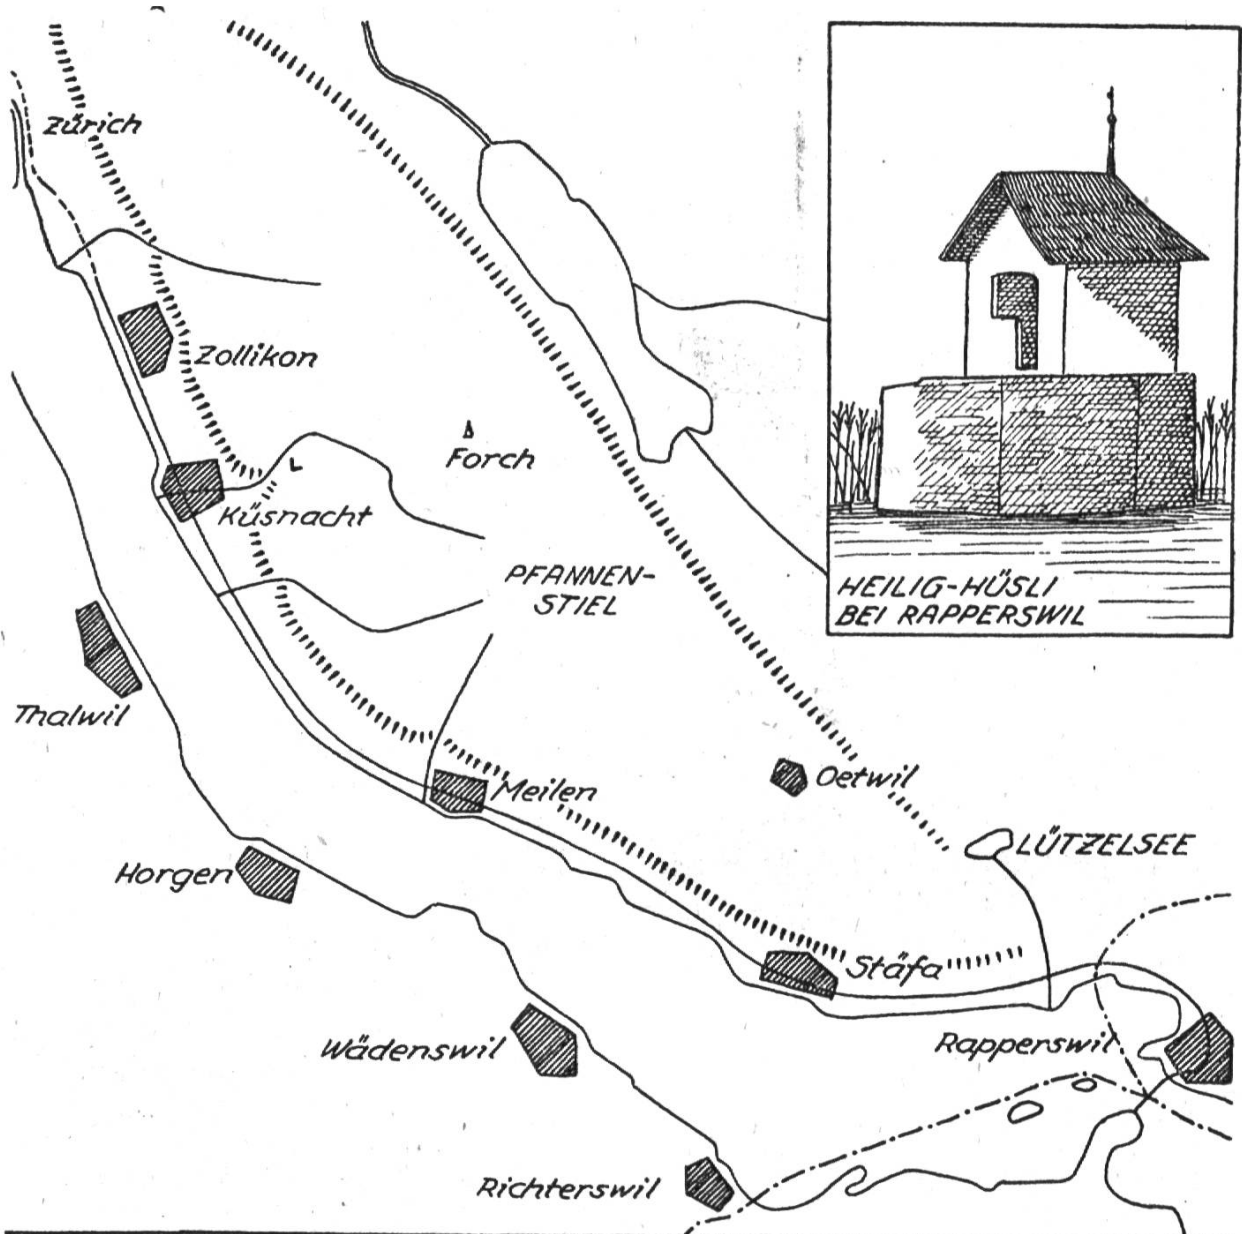 Zürich
Zollikon
Forch
Küsnacht
PFANNEN-
STIEL
HEILIG-HÜSLI
BEI RAPPERSWIL
Thalwil
Oetwil
Meilen
LÜTZELSEE
Horgen
Stäfa
Wädenswil
Rapperswil
Richterswil